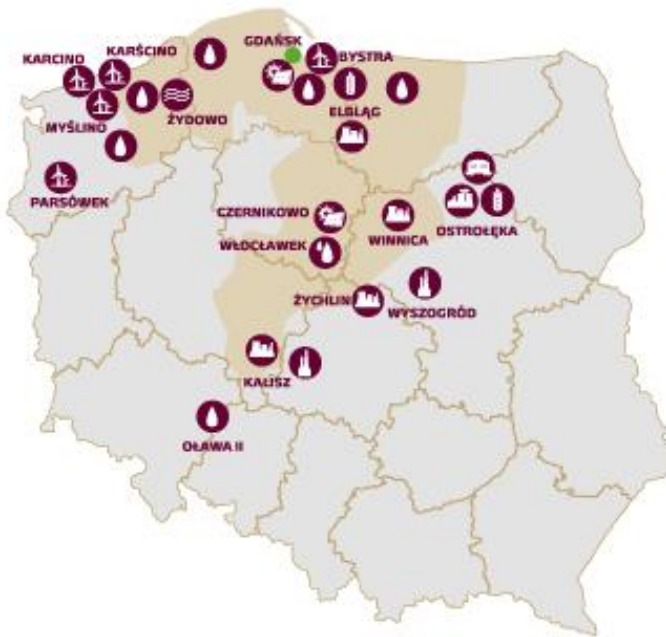 GDAŃSK
KARŚCINO
KARCINO
BYSTRA
ELBLĄG
ŻYDOWO
MYŚLINO
PARSÓWEK
CZERNIKOWO
WINNICA
OSTROŁĘKA
WŁOCŁAWEK
ŻYCHLIN
WYSZOGRÓD
KALISZ
OŁAWA II